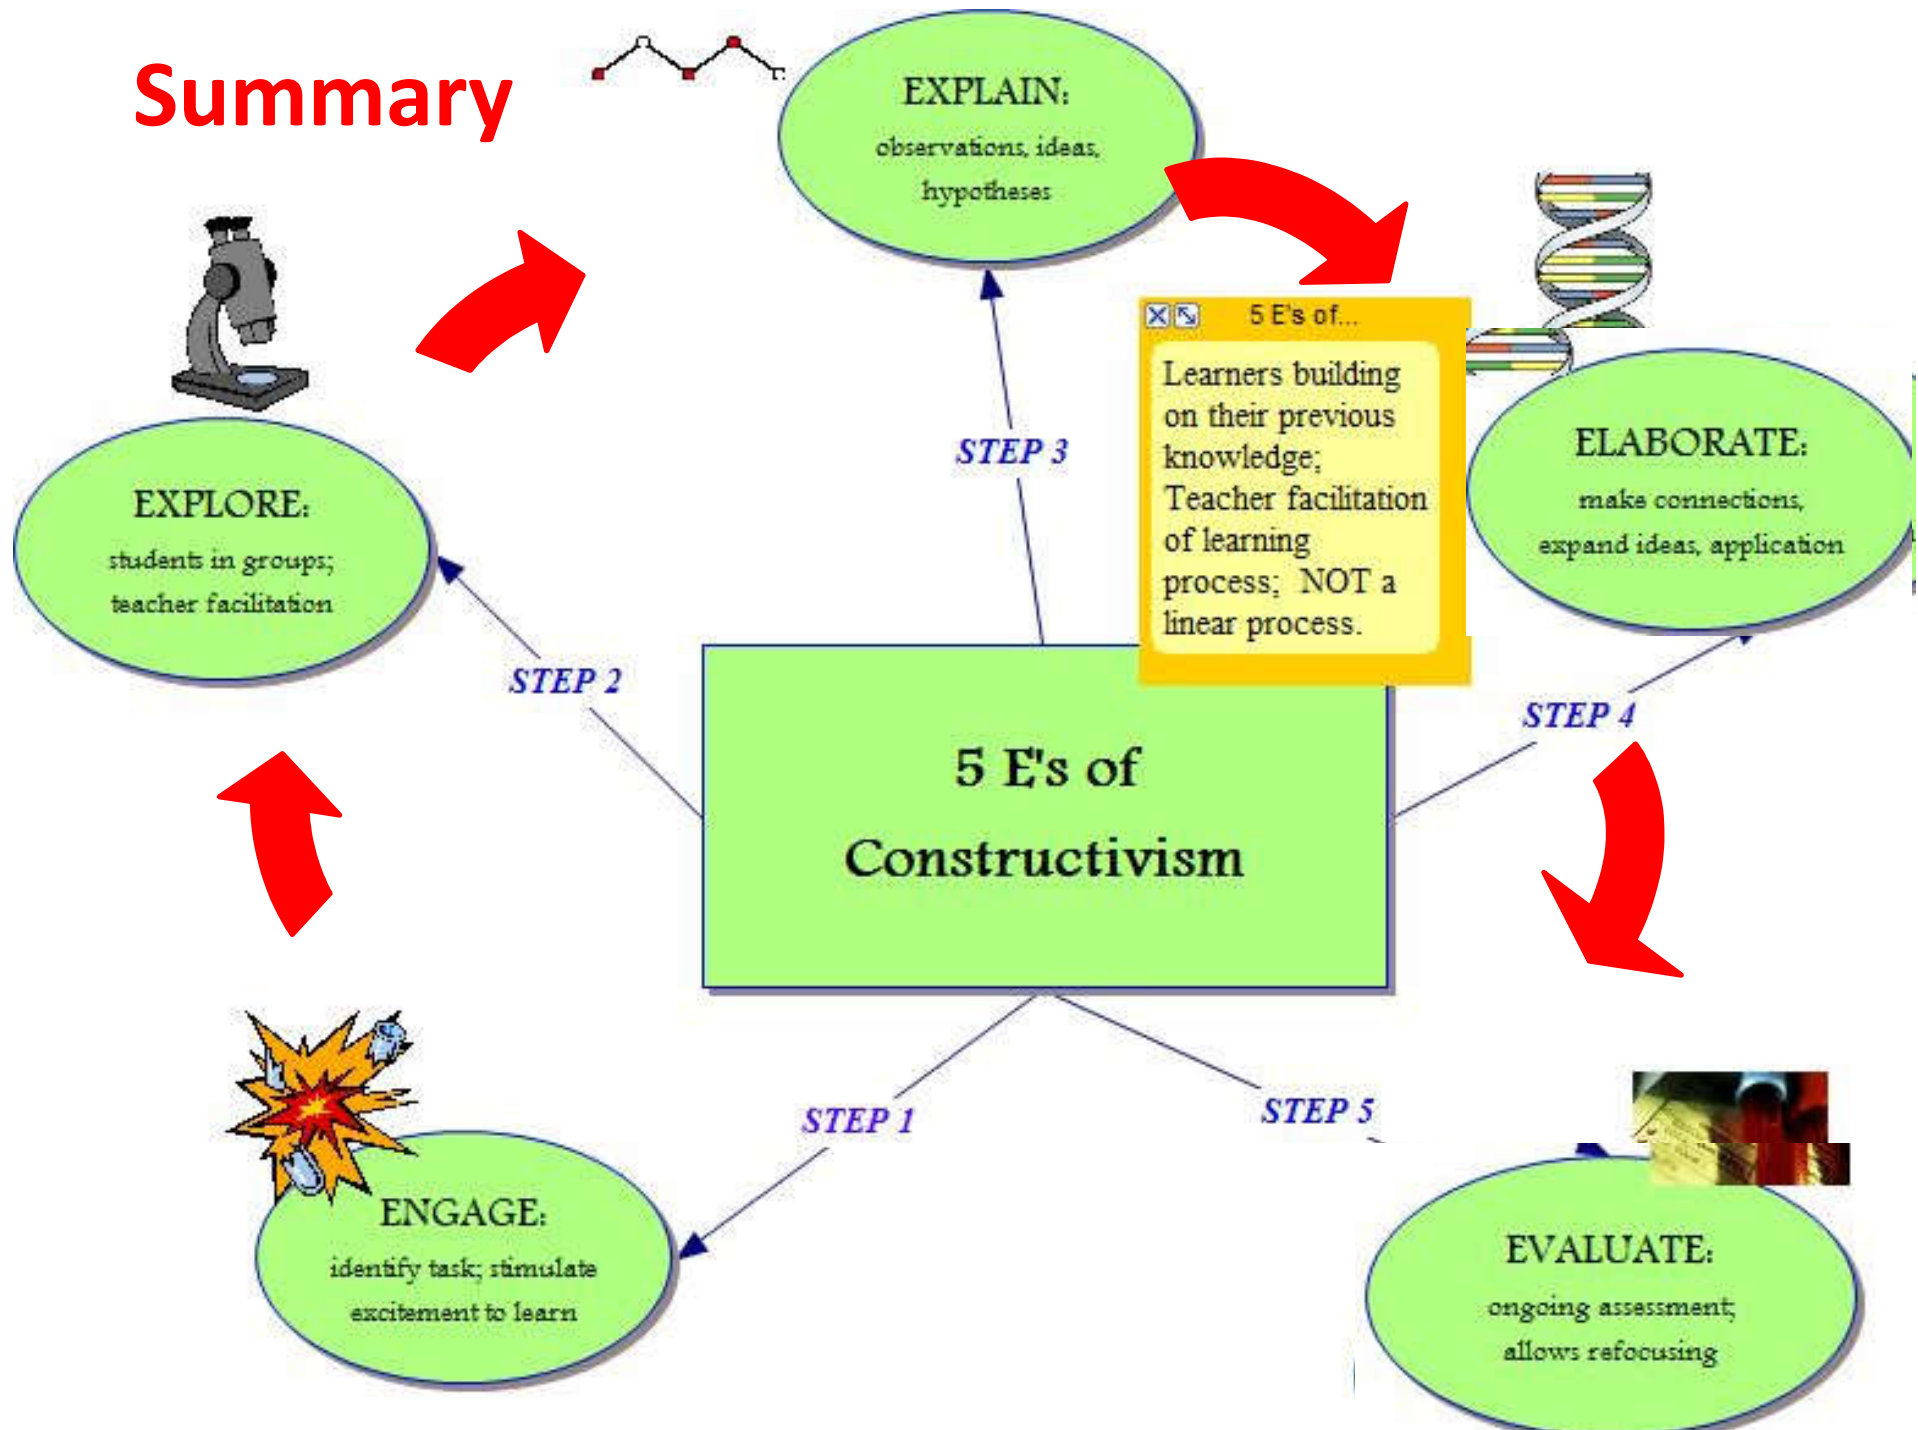 Summary
EXPLAIN:
observations, ideas,
hypotheses
5 E's of...
Learners building
on their previous
knowledge;
Teacher facilitation
of learning
process;  NOT a
linear process.
ELABORATE:
make connections,
expand ideas, application
EXPLORE:
students in groups;
teacher facilitation
STEP 3
STEP 2
STEP 4
5 E's of
Constructivism
STEP 1
STEP 5
ENGAGE:
identify task; stimulate
excitement to learn
EVALUATE:
ongoing assessment;
allows refocusing